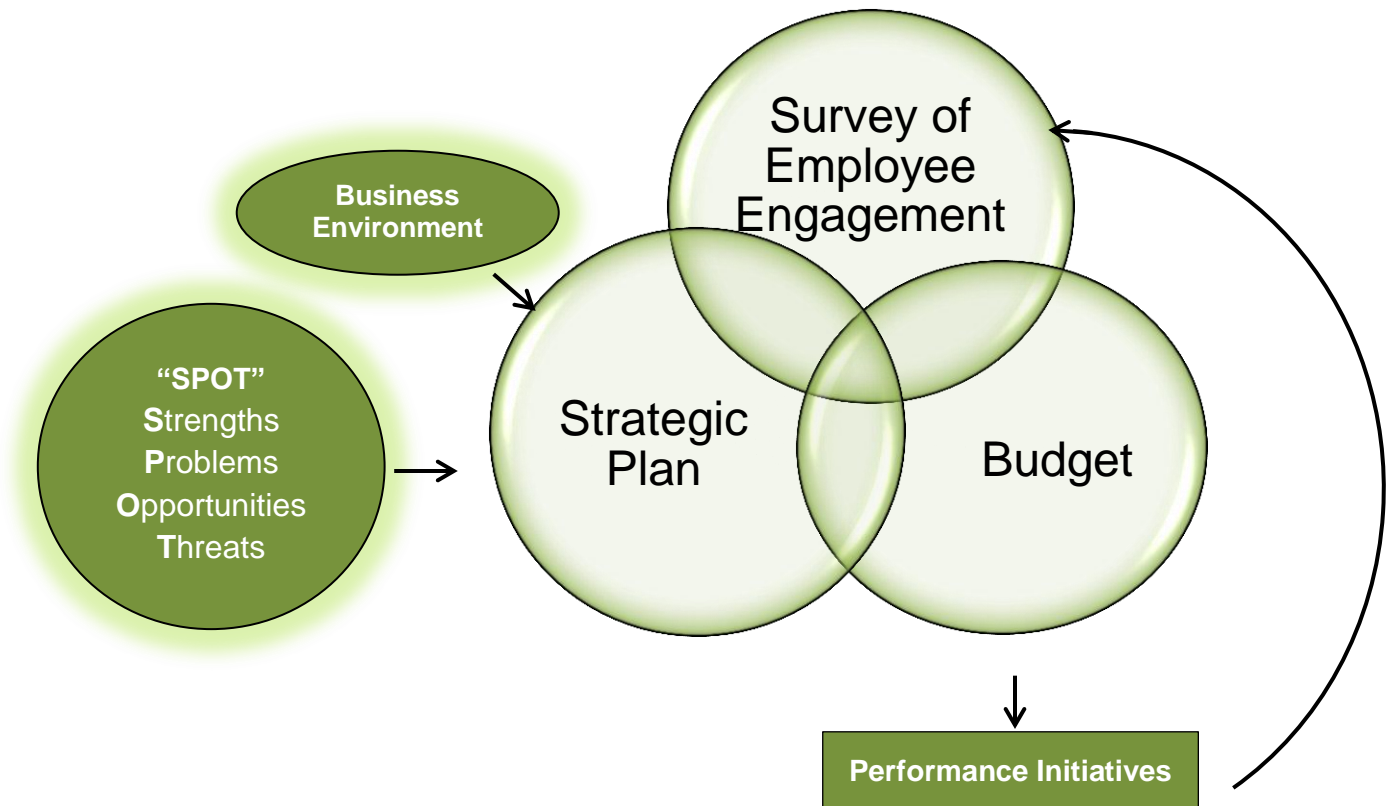 Survey of
Employee
Engagement
Business
Environment
“SPOT”
Strengths
Problems
Opportunities
Threats
Strategic
Plan
Budget
Performance Initiatives